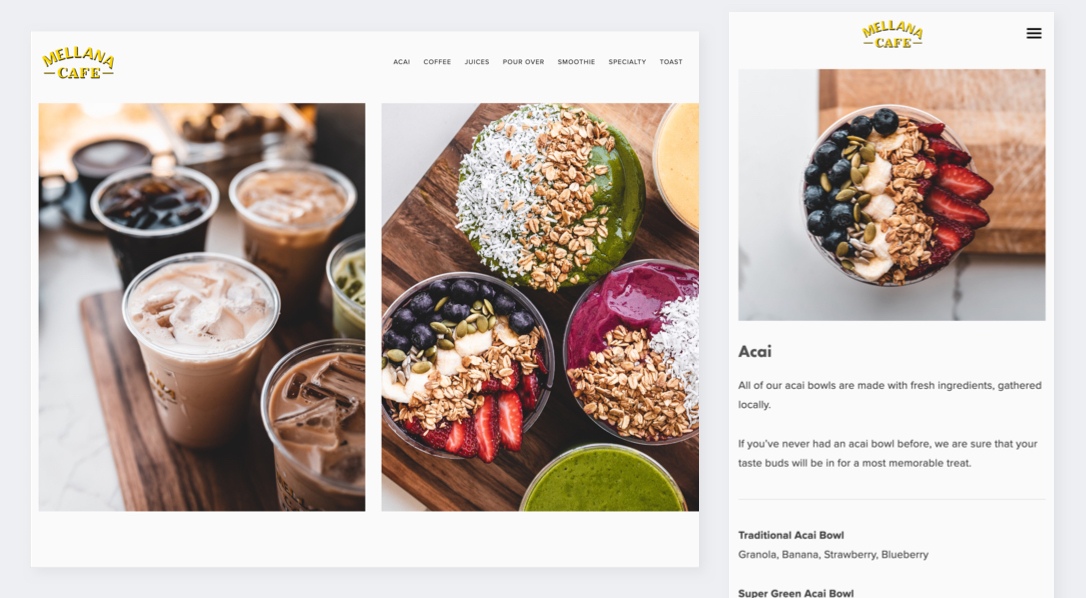 MELLANA
CAFE
ACAI COFFEE JUICES POUR OVER SMOOTHIE SPECIALTY TOAST
MELLANA
CAFE
Acai
All of our acai bowls are made with fresh ingredients, gathered
locally.
If you've never had an acai bowl before, we are sure that your
taste buds will be in for a most memorable treat.
Traditional Acai Bowl
Granola, Banana, Strawberry, Blueberry
Super Green Acai Bowl